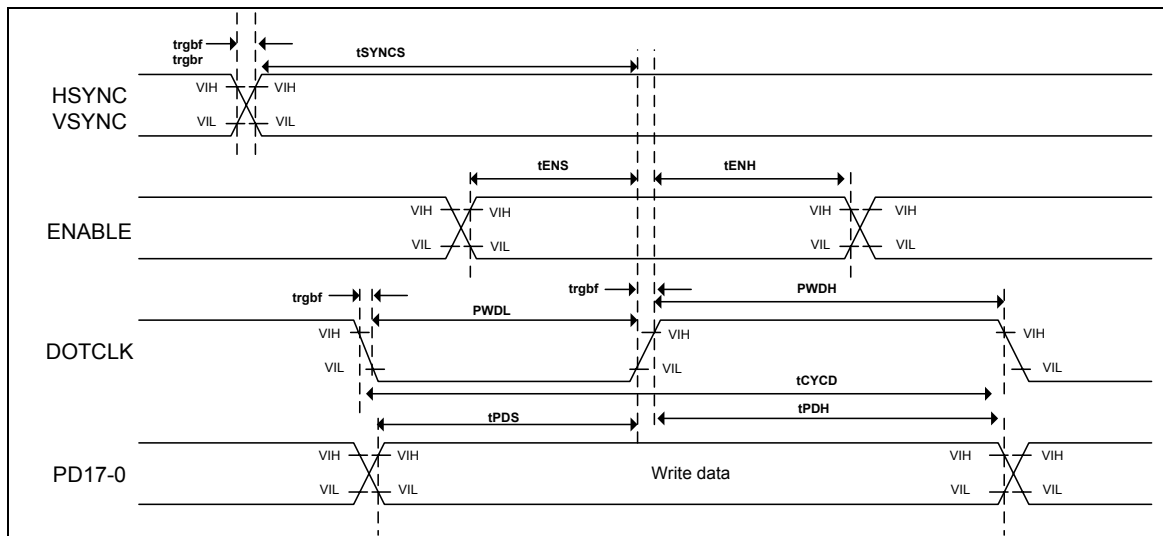 trgbf
trgbr
tSYNCS
HSYNC
VSYNC
VIH VIH
VIL VIL
tENS tENH
ENABLE
VIH VIH VIH VIH
VIL VIL VIL VIL
trgbf trgbf PWDH
PWDL
DOTCLK
VIH VIH VIH
VIL VIL VIL
tCYCD
tPDS tPDH
PD17-0
VIH VIH Write data VIH VIH
VIL VIL VIL VIL